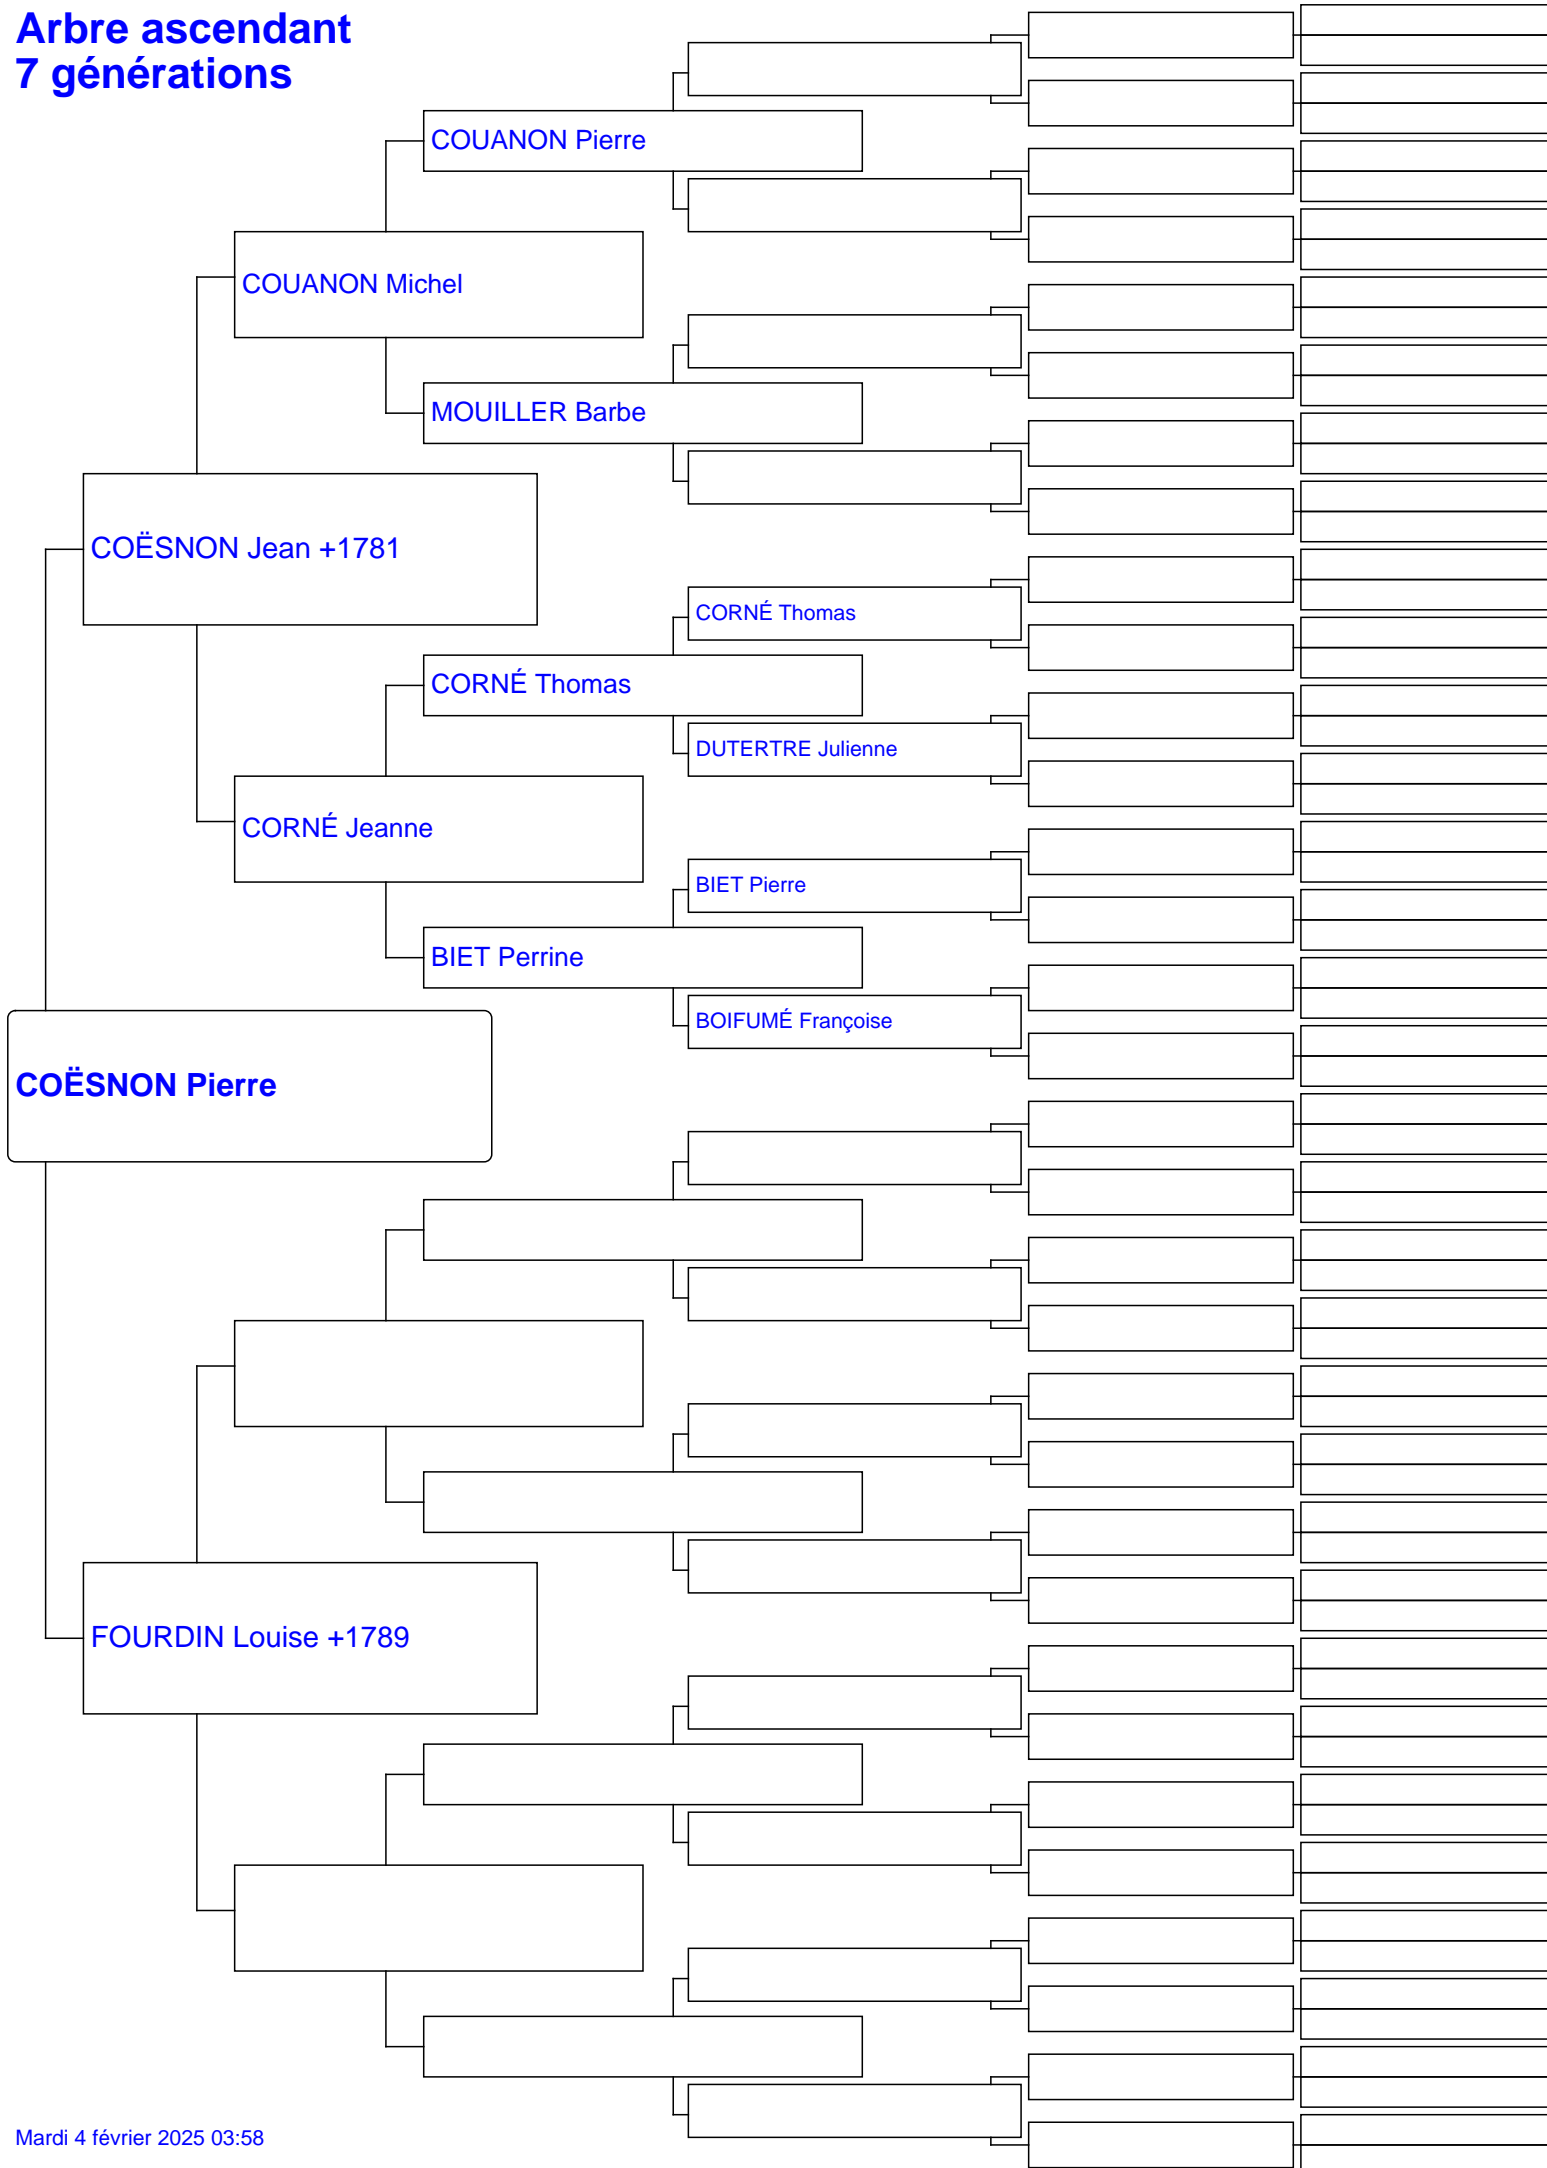 Arbre ascendant
7 générations
COUANON Pierre
COUANON Michel
MOUILLER Barbe
COËSNON Jean +1781
CORNÉ Thomas
CORNÉ Thomas
DUTERTRE Julienne
CORNÉ Jeanne
BIET Pierre
BIET Perrine
BOIFUMÉ Françoise
COËSNON Pierre
FOURDIN Louise +1789
Mardi 4 février 2025 03:58